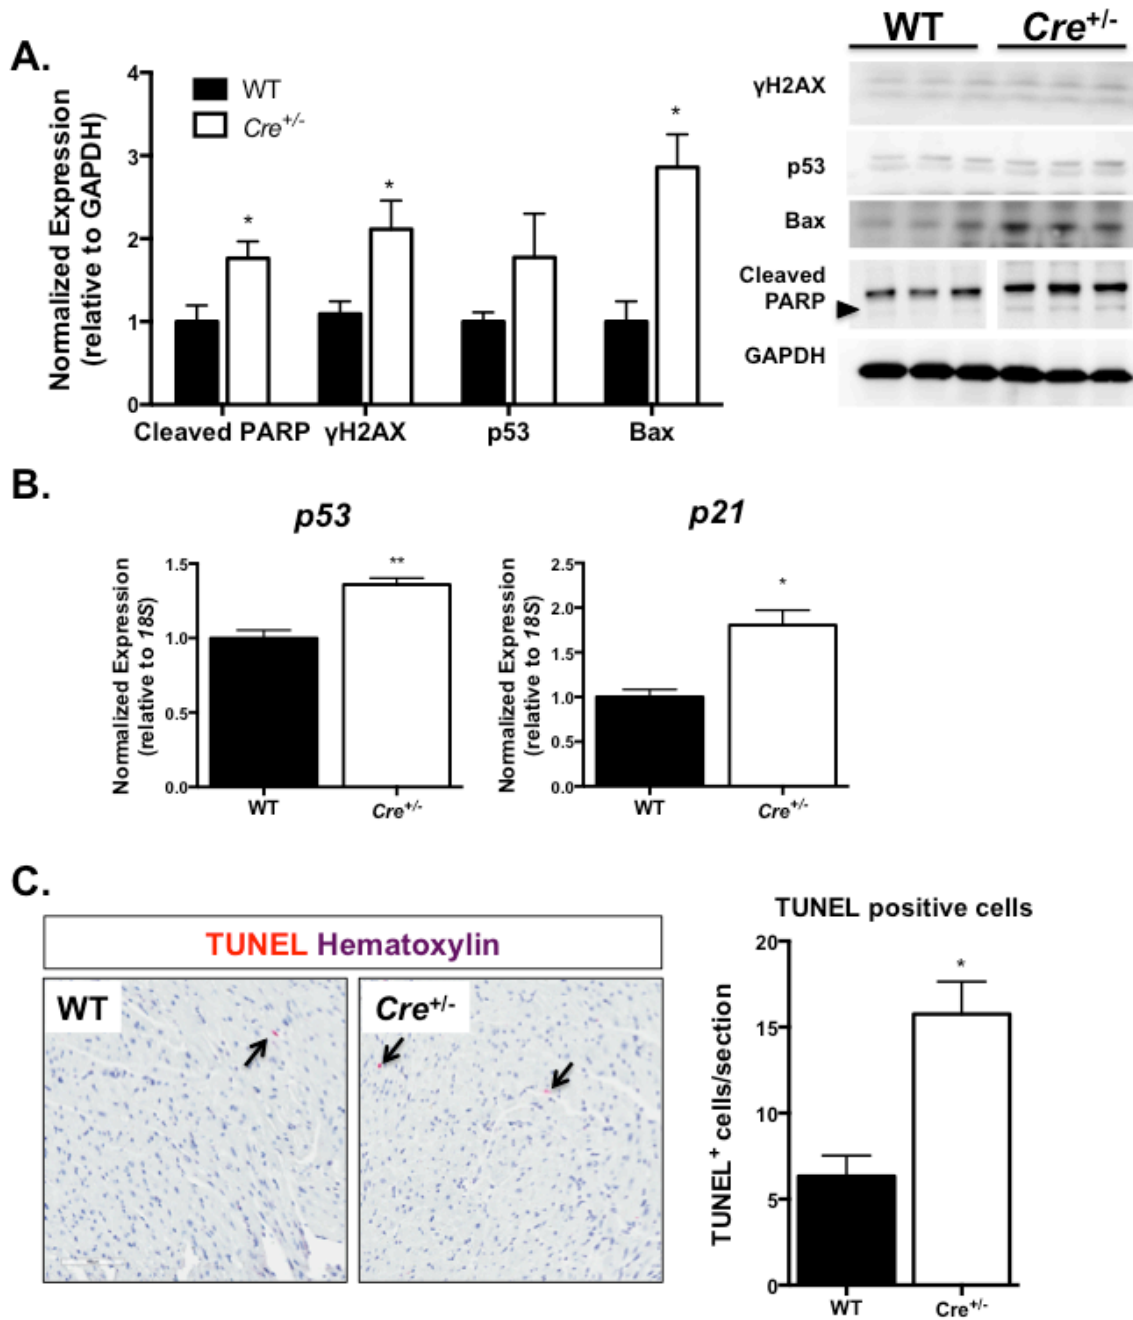 A.
Normalized Expression
(relative to GAPDH)
4
3
2
1
0
WT
Cre+/-
*
*
*
Cleaved PARP
γH2AX
p53
Bax
WT
Cre+/-
γH2AX
p53
Bax
Cleaved
PARP
GAPDH
B.
p53
Normalized Expression
(relative to 18S)
1.5
1.0
0.5
0.0
**
WT
Cre+/-
p21
Normalized Expression
(relative to 18S)
2.5
2.0
1.5
1.0
0.5
0.0
*
WT
Cre+/-
C.
TUNEL Hematoxylin
WT
Cre+/-
TUNEL positive cells
TUNEL+ cells/section
20
15
10
5
0
*
WT
Cre+/-